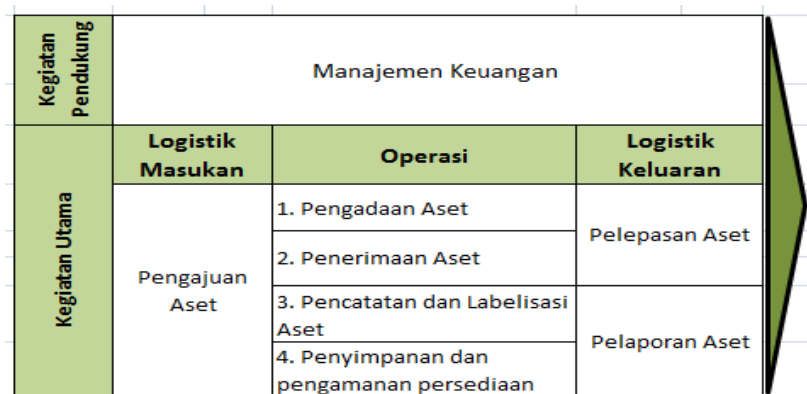 Kegiatan
Pendukung
Manajemen Keuangan
Logistik
Masukan
Operasi
Logistik
Keluaran
Kegiatan Utama
Pengajuan
Aset
1. Pengadaan Aset
2. Penerimaan Aset
3. Pencatatan dan Labelisasi
Aset
4. Penyimpanan dan
pengamanan persediaan
Pelepasan Aset
Pelaporan Aset